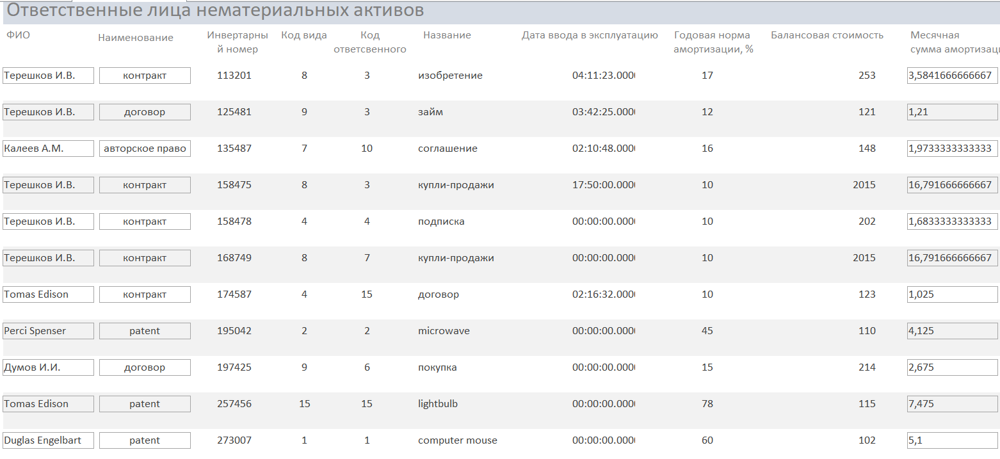 Ответственные лица нематериальных активов
ФИО Наименование Инвертарны Код вида Код Название Дата ввода в эксплуатацию Годовая норма Балансовая стоимость Месячная
й номер ответсвенного амортизации, % сумма амортизаци
Терешков И.В. контракт 113201 8 3 изобретение 04:11:23.000 17 253 3,5841666666667
Терешков И.В. договор 125481 9 3 займ 03:42:25.000 12 121 1,21
Калеев А.М. авторское право 135487 7 10 соглашение 02:10:48.000 16 148 1,9733333333333
Терешков И.В. контракт 158475 8 3 купли-продажи 17:50:00.000 10 2015 16,791666666667
Терешков И.В. контракт 158478 4 4 подписка 00:00:00.000 10 202 1,6833333333333
Терешков И.В. контракт 168749 8 7 купли-продажи 00:00:00.000 10 2015 16,791666666667
Tomas Edison контракт 174587 4 15 договор 02:16:32.000 10 123 1,025
Perci Spenser patent 195042 2 2 microwave 00:00:00.000 45 110 4,125
Думов И.И. договор 197425 9 6 покупка 00:00:00.000 15 214 2,675
Tomas Edison patent 257456 15 15 lightbulb 00:00:00.000 78 115 7,475
Duglas Engelbart patent 273007 1 1 computer mouse 00:00:00.000 60 102 5,1